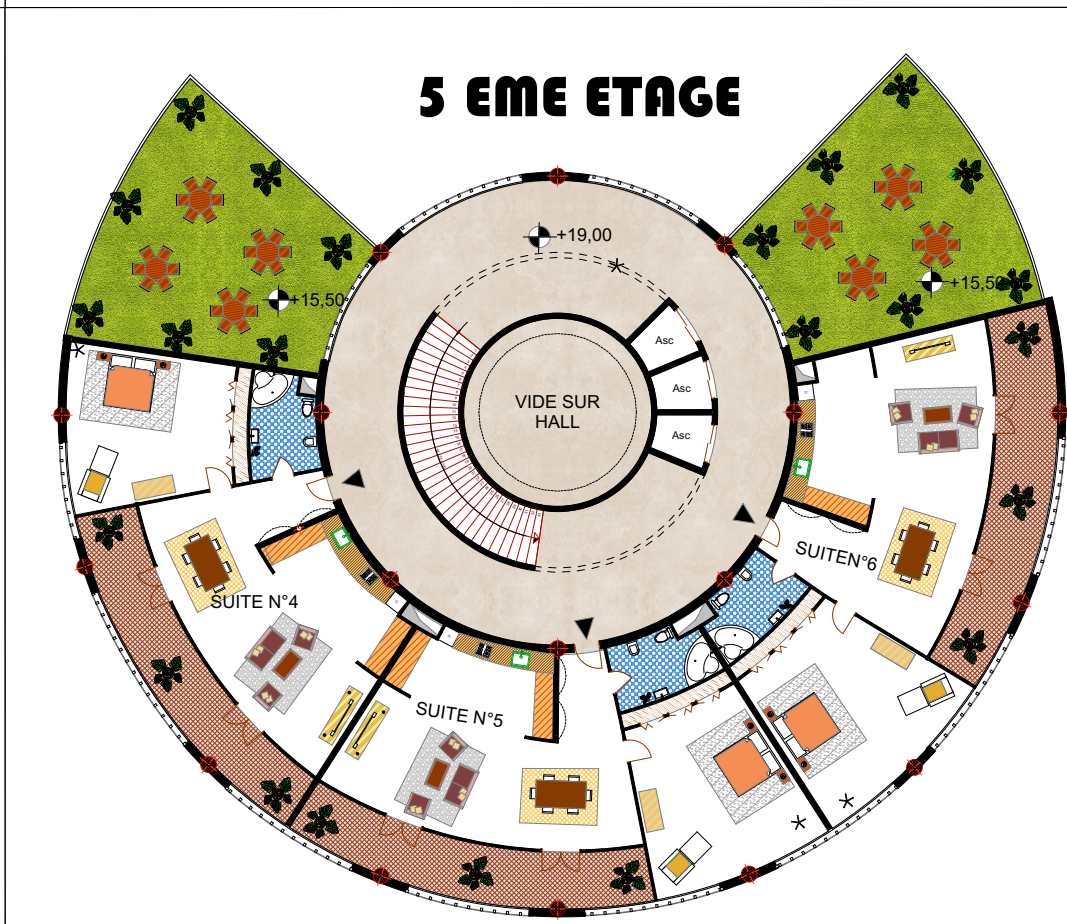 5 EME ETAGE
+19,00
+15,50
+15,50
Asc
Asc
Asc
VIDE SUR
HALL
SUITEN°6
SUITE N°4
SUITE N°5